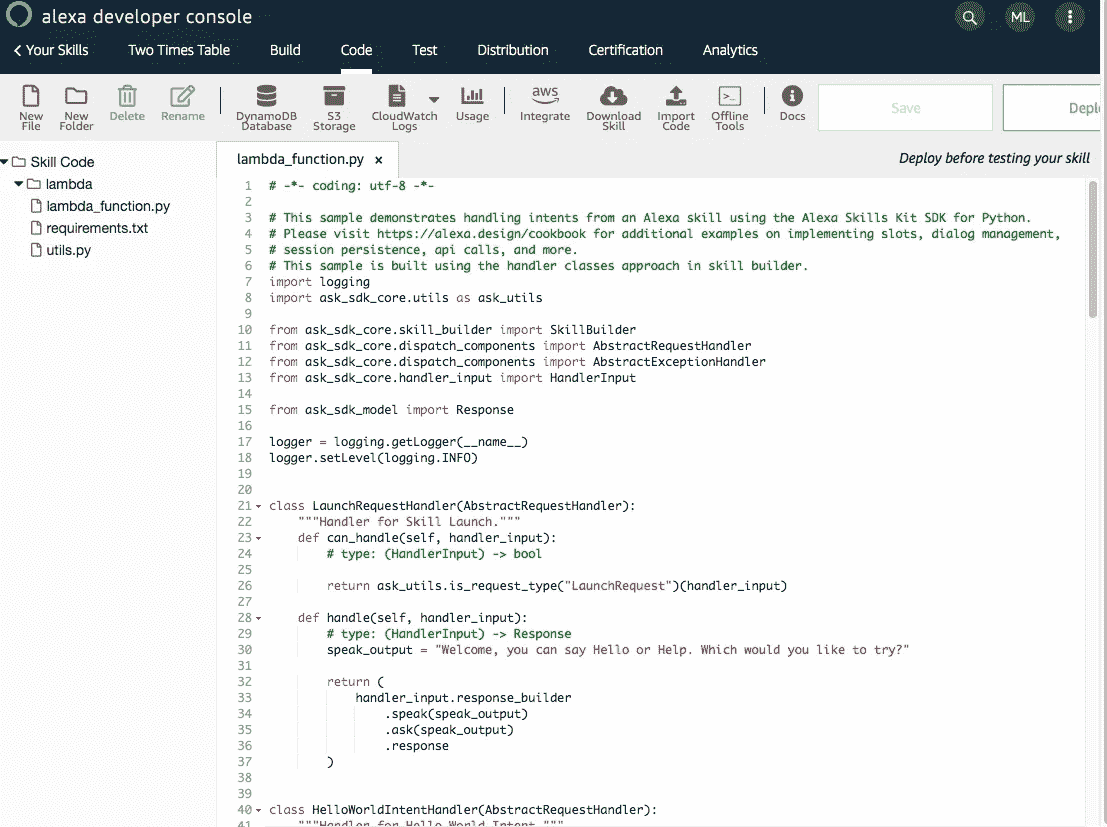 alexa developer console
ML
< Your Skills Two Times Table Build Code Test Distribution Certification Analytics
New File New Folder Delete Rename DynamoDB Database S3 Storage CloudWatch Logs Usage aws Integrate Download Skill Import Code Offline Tools Docs Save Deplo
Skill Code
lambda
lambda_function.py
requirements.txt
utils.py
lambda_function.py ×
Deploy before testing your skill
1 # -*- coding: utf-8 -*-
2
3 # This sample demonstrates handling intents from an Alexa skill using the Alexa Skills Kit SDK for Python.
4 # Please visit https://alexa.design/cookbook for additional examples on implementing slots, dialog management,
5 # session persistence, api calls, and more.
6 # This sample is built using the handler classes approach in skill builder.
7 import logging
8 import ask_sdk_core.utils as ask_utils
9
10 from ask_sdk_core.skill_builder import SkillBuilder
11 from ask_sdk_core.dispatch_components import AbstractRequestHandler
12 from ask_sdk_core.dispatch_components import AbstractExceptionHandler
13 from ask_sdk_core.handler_input import HandlerInput
14
15 from ask_sdk_model import Response
16
17 logger = logging.getLogger(__name__)
18 logger.setLevel(logging.INFO)
19
20
21 class LaunchRequestHandler(AbstractRequestHandler):
22 """Handler for Skill Launch."""
23 def can_handle(self, handler_input):
24 # type: (HandlerInput) -> bool
25
26 return ask_utils.is_request_type("LaunchRequest")(handler_input)
27
28 def handle(self, handler_input):
29 # type: (HandlerInput) -> Response
30 speak_output = "Welcome, you can say Hello or Help. Which would you like to try?"
31
32 return (
33 handler_input.response_builder
34 .speak(speak_output)
35 .ask(speak_output)
36 .response
37 )
38
39
40 class HelloWorldIntentHandler(AbstractRequestHandler):
41 """Handler for Hello World Intent."""